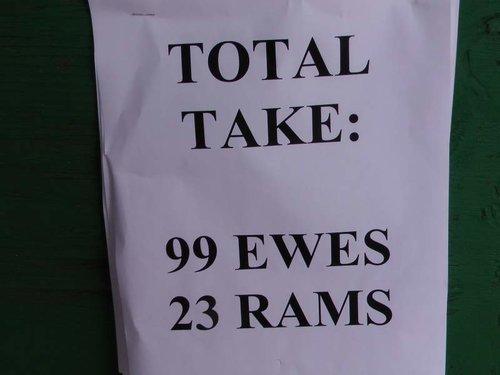 TOTAL
TAKE:
99 EWES
23 RAMS